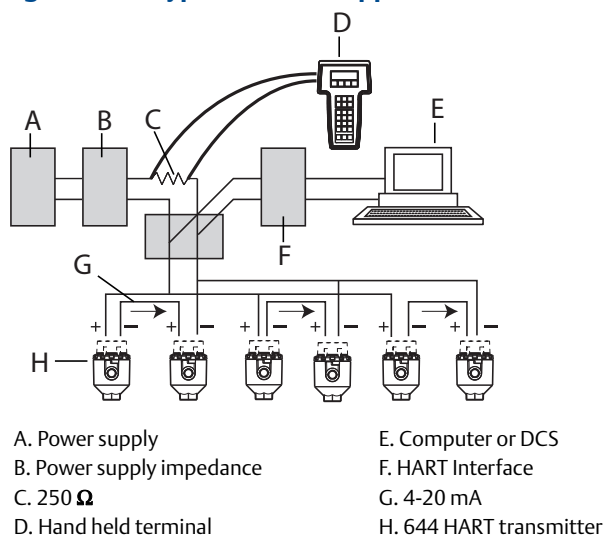 D
A B C E
F
G
+ − + − + − + − + − + −
H
A. Power supply
B. Power supply impedance
C. 250 Ω
D. Hand held terminal
E. Computer or DCS
F. HART Interface
G. 4-20 mA
H. 644 HART transmitter